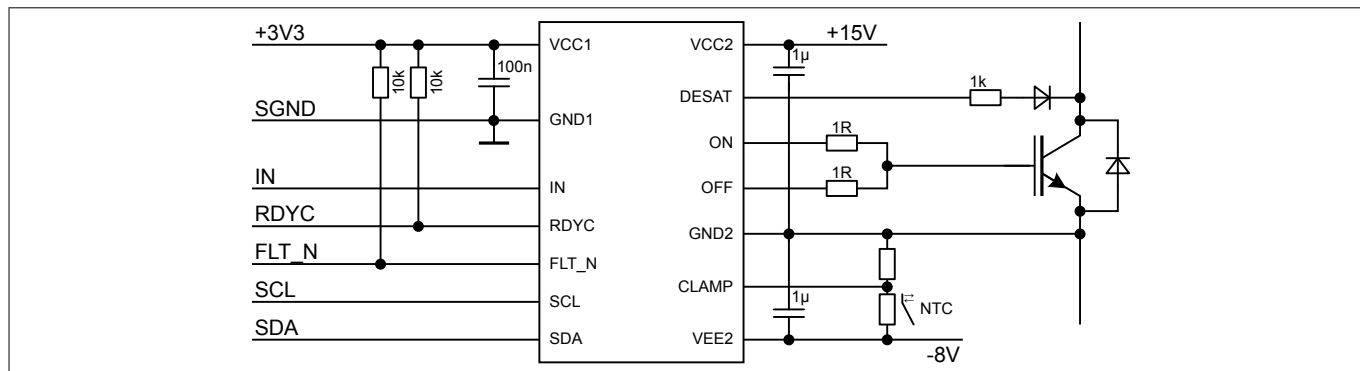 +3V3
SGND
IN
RDYC
FLT_N
SCL
SDA
10k
10k
100n
VCC1
GND1
IN
RDYC
FLT_N
SCL
SDA
VCC2
DESAT
ON
OFF
GND2
CLAMP
VEE2
+15V
1µ
1k
1R
1R
1µ
NTC
-8V